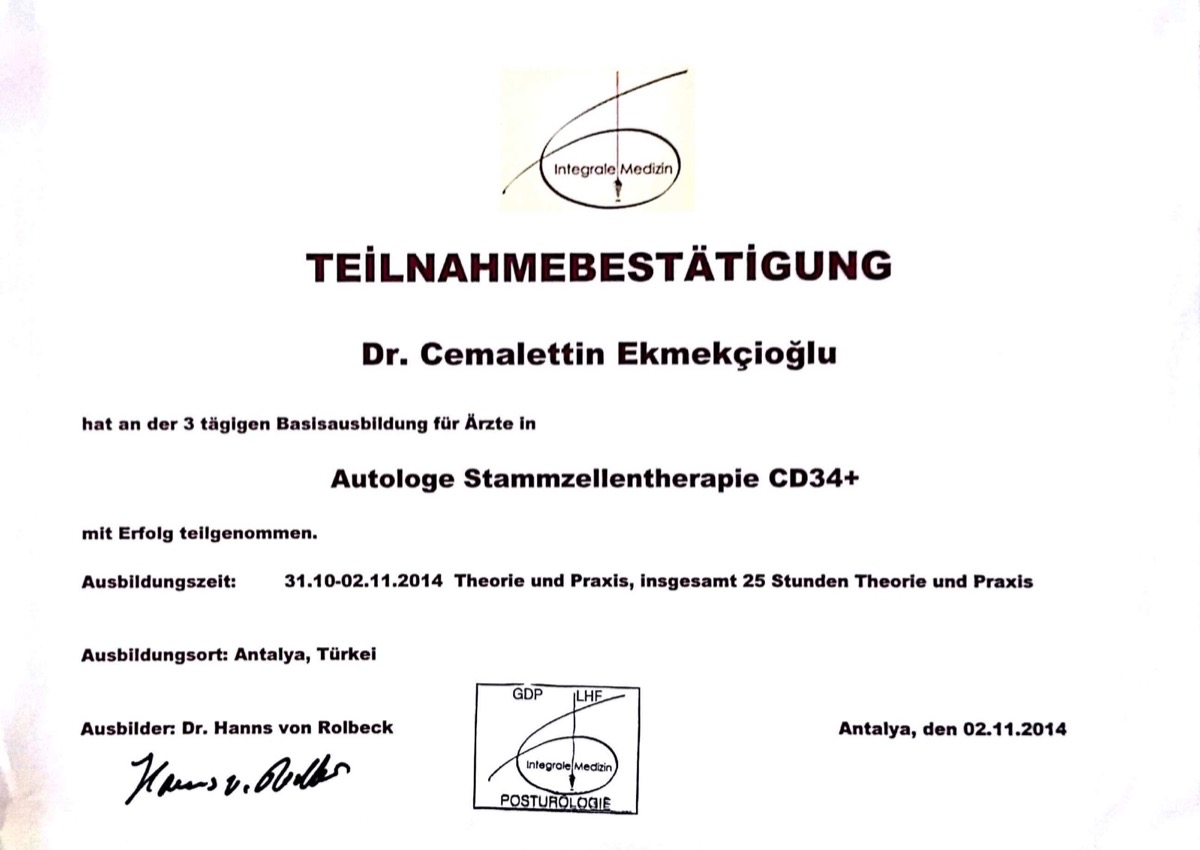 Integrale Medizin
TEİLNAHMEBESTÄTİGUNG
Dr. Cemalettin Ekmekçioğlu
hat an der 3 tägigen Basisausbildung für Ärzte in
Autologe Stammzellentherapie CD34+
mit Erfolg teilgenommen.
Ausbildungszeit: 31.10-02.11.2014 Theorie und Praxis, insgesamt 25 Stunden Theorie und Praxis
Ausbildungsort: Antalya, Türkei
Ausbilder: Dr. Hanns von Rolbeck
Antalya, den 02.11.2014
Hanns v. Rolbeck
GDP LHF
Integrale Medizin
POSTUROLOGIE